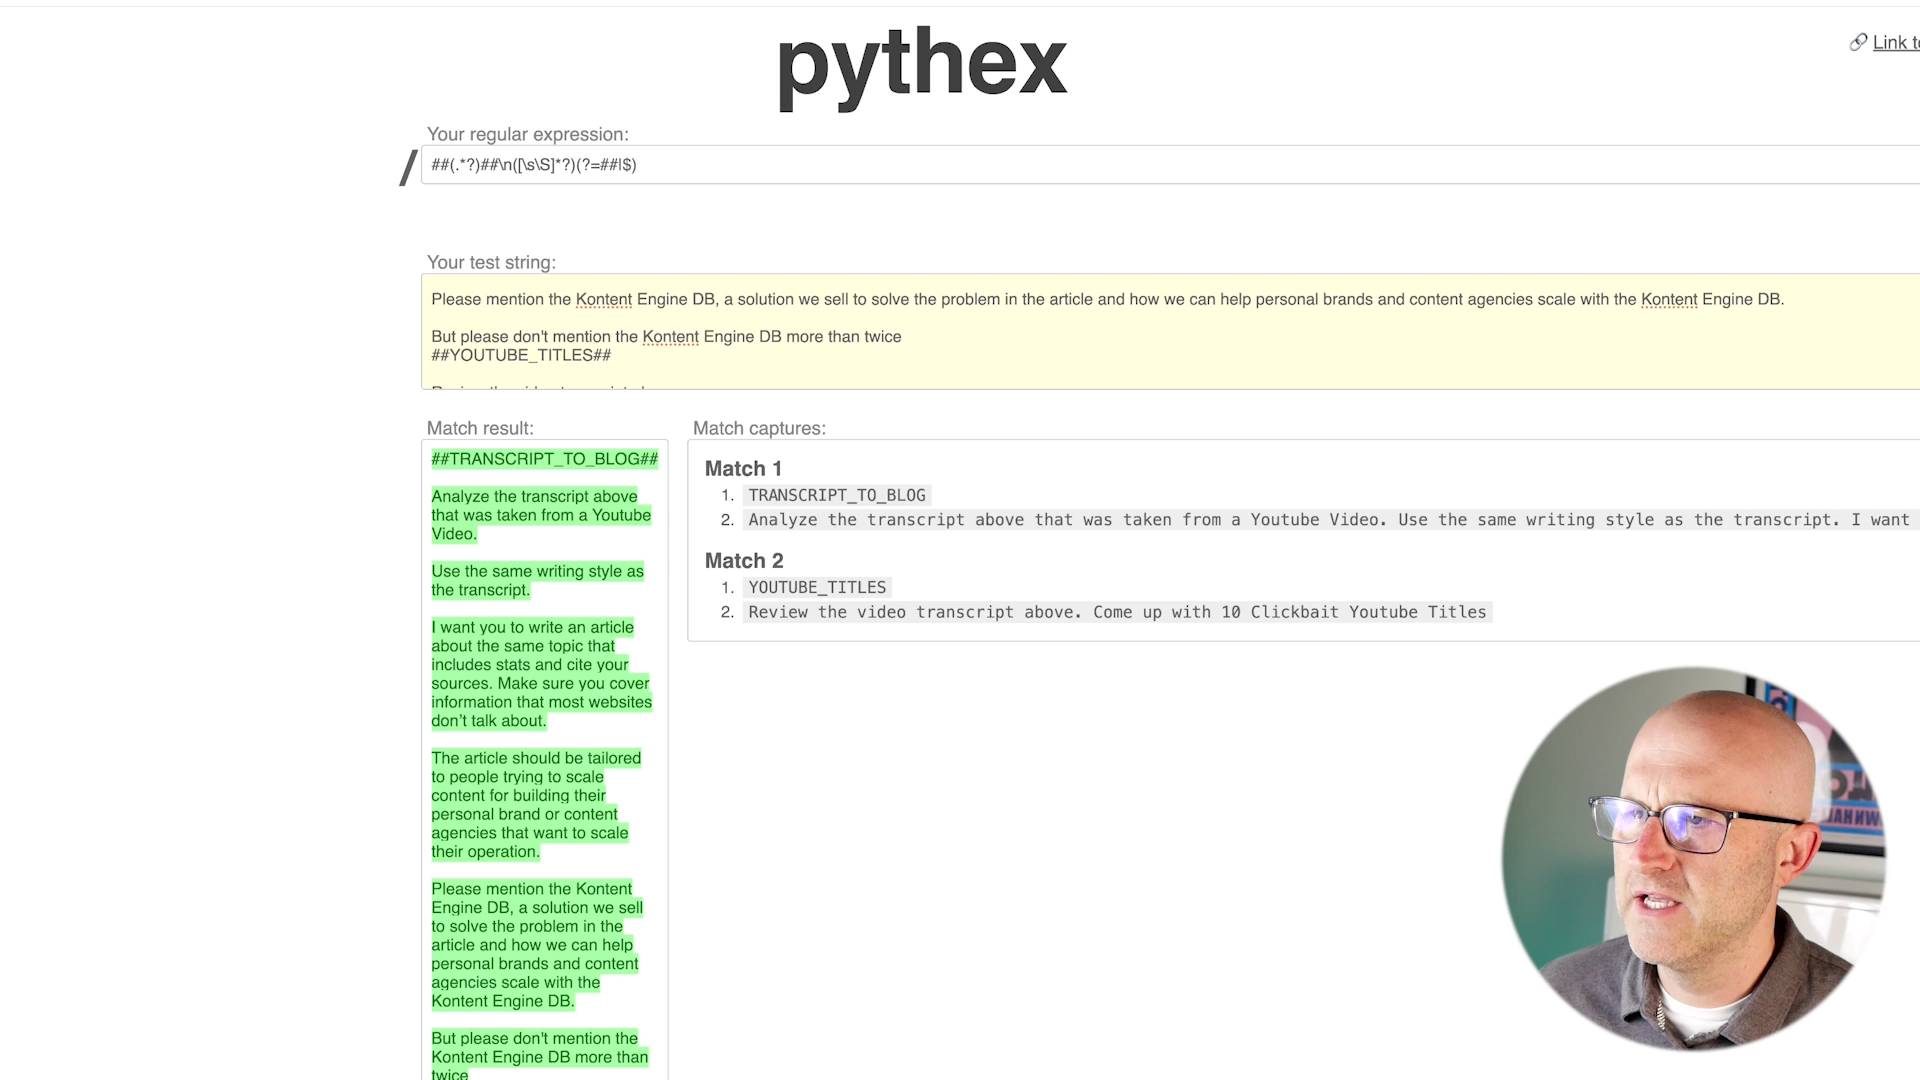 pythex
Link
Your regular expression:
/
##(.*?)##\n([\s\S]*?)(?=##|$)
Your test string:
Please mention the Kontent Engine DB, a solution we sell to solve the problem in the article and how we can help personal brands and content agencies scale with the Kontent Engine DB.
But please don't mention the Kontent Engine DB more than twice
##YOUTUBE_TITLES##
Match result:
##TRANSCRIPT_TO_BLOG##
Analyze the transcript above
that was taken from a Youtube
Video.
Use the same writing style as
the transcript.
I want you to write an article
about the same topic that
includes stats and cite your
sources. Make sure you cover
information that most websites
don't talk about.
The article should be tailored
to people trying to scale
content for building their
personal brand or content
agencies that want to scale
their operation.
Please mention the Kontent
Engine DB, a solution we sell
to solve the problem in the
article and how we can help
personal brands and content
agencies scale with the
Kontent Engine DB.
But please don't mention the
Kontent Engine DB more than
twice
Match captures:
Match 1
1. TRANSCRIPT_TO_BLOG
2. Analyze the transcript above that was taken from a Youtube Video. Use the same writing style as the transcript. I want
Match 2
1. YOUTUBE_TITLES
2. Review the video transcript above. Come up with 10 Clickbait Youtube Titles